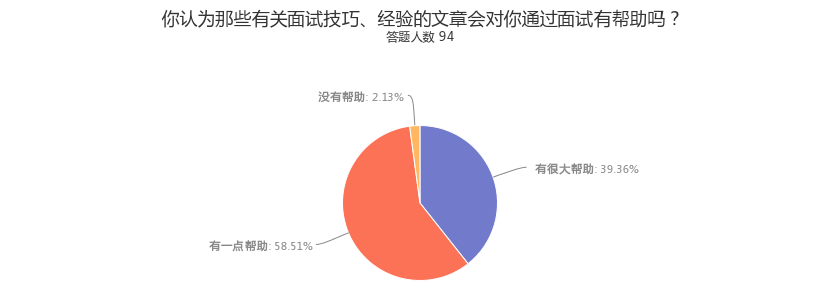 你认为那些有关面试技巧、经验的文章会对你通过面试有帮助吗？
答题人数 94
没有帮助: 2.13%
有很大帮助: 39.36%
有一点帮助: 58.51%